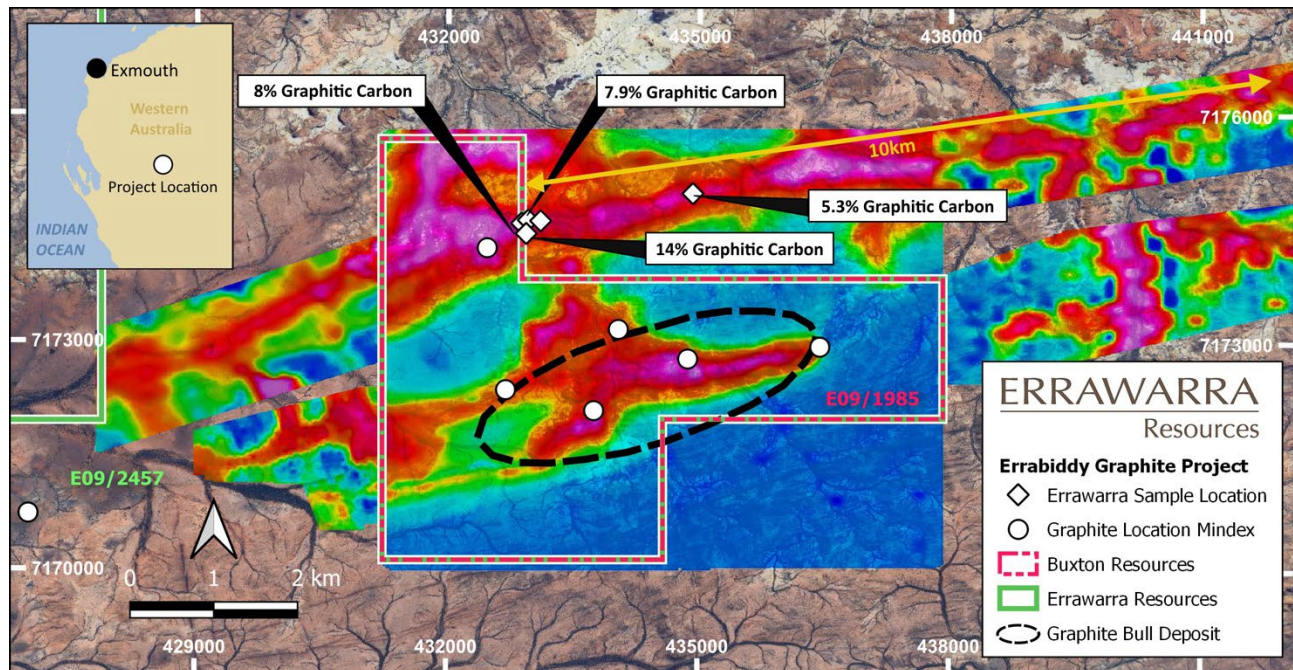 432000
435000
438000
441000
Exmouth
Western
Australia
Project Location
INDIAN
OCEAN
8% Graphitic Carbon
7.9% Graphitic Carbon
10km
7176000
5.3% Graphitic Carbon
14% Graphitic Carbon
7173000
7173000
E09/1985
E09/2457
7170000
0 1 2 km
429000
432000
435000
438000
ERRAWARRA
Resources
Errabiddy Graphite Project
Errawarra Sample Location
Graphite Location Mindex
Buxton Resources
Errawarra Resources
Graphite Bull Deposit